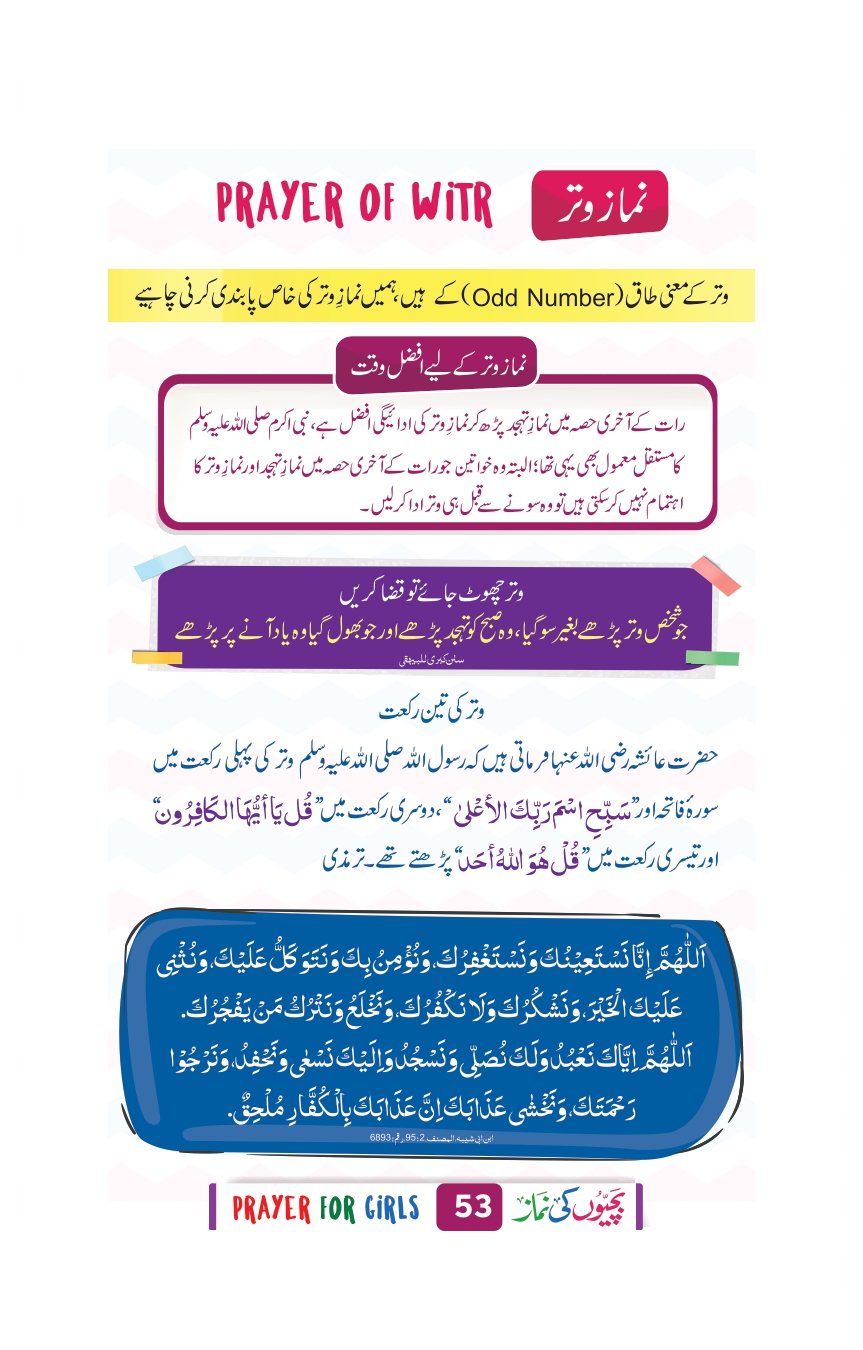 PRAYER OF WiTR
نماز وتر
وتر کے معنی طاق (Odd Number) کے ہیں، ہمیں نمازِ وتر کی خاص پابندی کرنی چاہیے
نماز وتر کے لیے افضل وقت
رات کے آخری حصہ میں نمازِ تہجد پڑھ کر نمازِ وتر کی ادائیگی افضل ہے، نبی اکرم صلی اللہ علیہ وسلم
کا مستقل معمول بھی یہی تھا؛ البتہ وہ خواتین جو رات کے آخری حصہ میں نمازِ تہجد اور نمازِ وتر کا
اہتمام نہیں کرسکتی ہیں تو وہ سونے سے قبل ہی وتر ادا کرلیں۔
وتر چھوٹ جائے تو قضا کریں
جو شخص وتر پڑھے بغیر سو گیا، وہ صبح کو تہجد پڑھے اور جو بھول گیا وہ یاد آنے پر پڑھے
سنن کبریٰ للبیہقی
وتر کی تین رکعت
حضرت عائشہ رضی اللہ عنہا فرماتی ہیں کہ رسول اللہ صلی اللہ علیہ وسلم وتر کی پہلی رکعت میں
سورۂ فاتحہ اور ”سَبِّحِ اسْمَ رَبِّكَ الأَعْلیٰ“، دوسری رکعت میں ”قُل يَا أَيُّهَا الكَافِرُون“
اور تیسری رکعت میں ”قُلْ هُوَ اللهُ أَحَد“ پڑھتے تھے۔ ترمذی
اَللّٰهُمَّ إِنَّا نَسْتَعِيْنُكَ وَنَسْتَغْفِرُكَ، وَنُؤْمِنُ بِكَ وَنَتَوَكَّلُ عَلَيْكَ، وَنُثْنِی
عَلَيْكَ الْخَيْرَ، وَنَشْكُرُكَ وَلَا نَكْفُرُكَ، وَنَخْلَعُ وَنَتْرُكُ مَنْ يَفْجُرُكَ.
اَللّٰهُمَّ اِيَّاكَ نَعْبُدُ وَلَكَ نُصَلِّی وَنَسْجُدُ وَاِلَيْكَ نَسْعٰی وَنَحْفِدُ، وَنَرْجُوْا
رَحْمَتَكَ، وَنَخْشٰی عَذَابَكَ اِنَّ عَذَابَكَ بِالْكُفَّارِ مُلْحِقٌ.
ابن ابی شیبہ، المصنف، 2:95، رقم: 6893
PRAYER FOR GiRLS
53
بچیّوں کی نماز